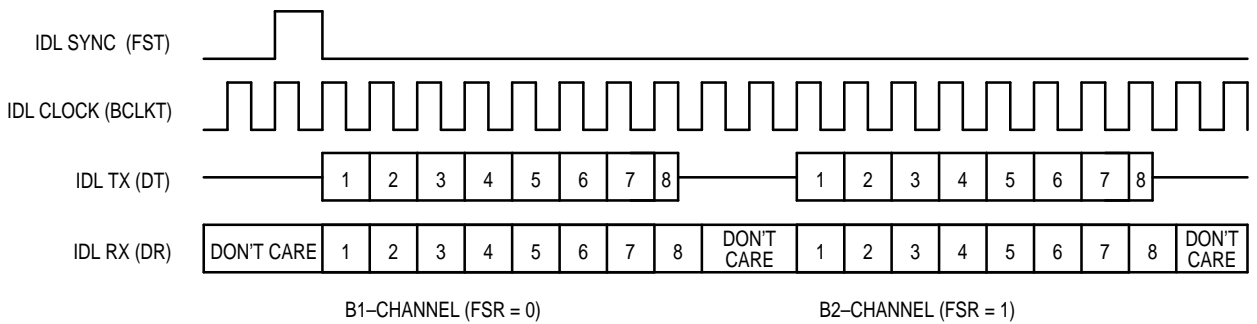 IDL SYNC (FST)
IDL CLOCK (BCLKT)
IDL TX (DT)
1 2 3 4 5 6 7 8 1 2 3 4 5 6 7 8
IDL RX (DR)
DON'T CARE 1 2 3 4 5 6 7 8 DON'T CARE 1 2 3 4 5 6 7 8 DON'T CARE
B1–CHANNEL (FSR = 0) B2–CHANNEL (FSR = 1)